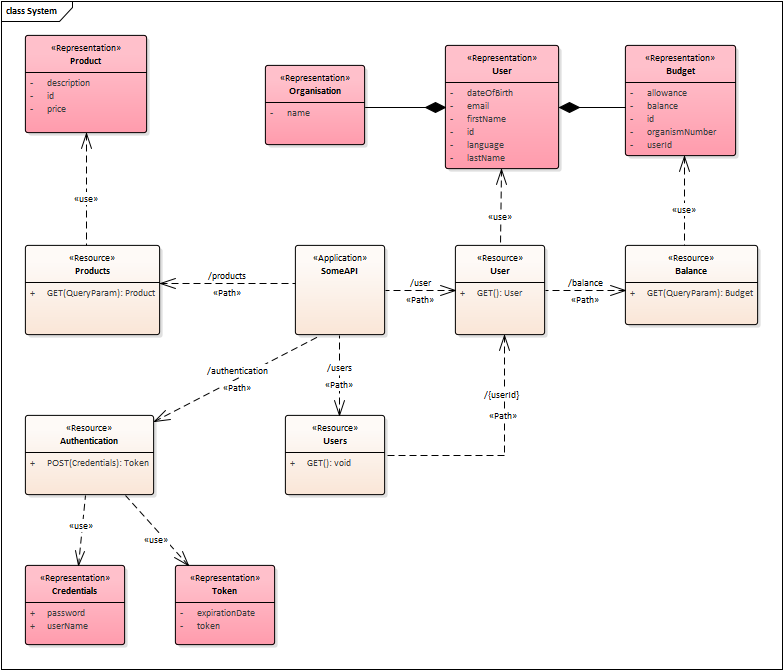 class System
«Representation»
Product
- description
- id
- price
«Representation»
Organisation
- name
«Representation»
User
- dateOfBirth
- email
- firstName
- id
- language
- lastName
«Representation»
Budget
- allowance
- balance
- id
- organismNumber
- userId
«use»
«use»
«use»
«Resource»
Products
+ GET(QueryParam): Product
/products
«Path»
«Application»
SomeAPI
/user
«Path»
«Resource»
User
+ GET(): User
/balance
«Path»
«Resource»
Balance
+ GET(QueryParam): Budget
/authentication
«Path»
/users
«Path»
/{userId}
«Path»
«Resource»
Authentication
+ POST(Credentials): Token
«Resource»
Users
+ GET(): void
«use»
«use»
«Representation»
Credentials
+ password
+ userName
«Representation»
Token
- expirationDate
- token